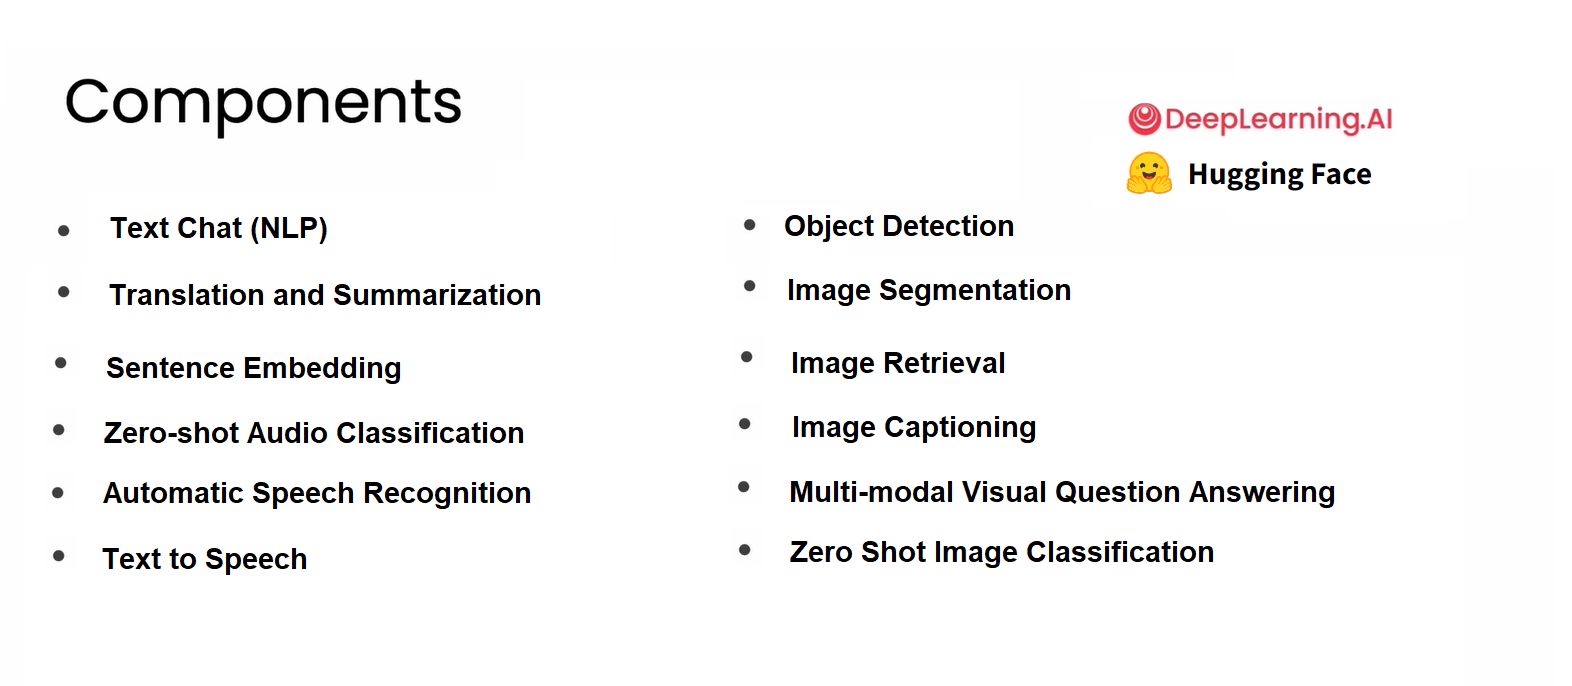 Components
DeepLearning.AI
Hugging Face
Text Chat (NLP)
Translation and Summarization
Sentence Embedding
Zero-shot Audio Classification
Automatic Speech Recognition
Text to Speech
Object Detection
Image Segmentation
Image Retrieval
Image Captioning
Multi-modal Visual Question Answering
Zero Shot Image Classification